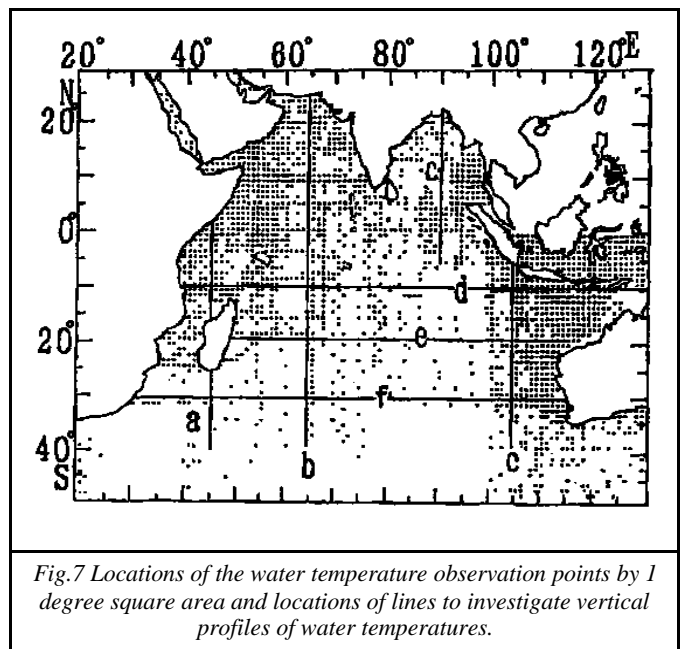 20° 40° 60° 80° 100° 120°E
N
20°
C
0°
d
20°
e
f
a
40°
S
b
c
Fig.7 Locations of the water temperature observation points by 1
degree square area and locations of lines to investigate vertical
profiles of water temperatures.